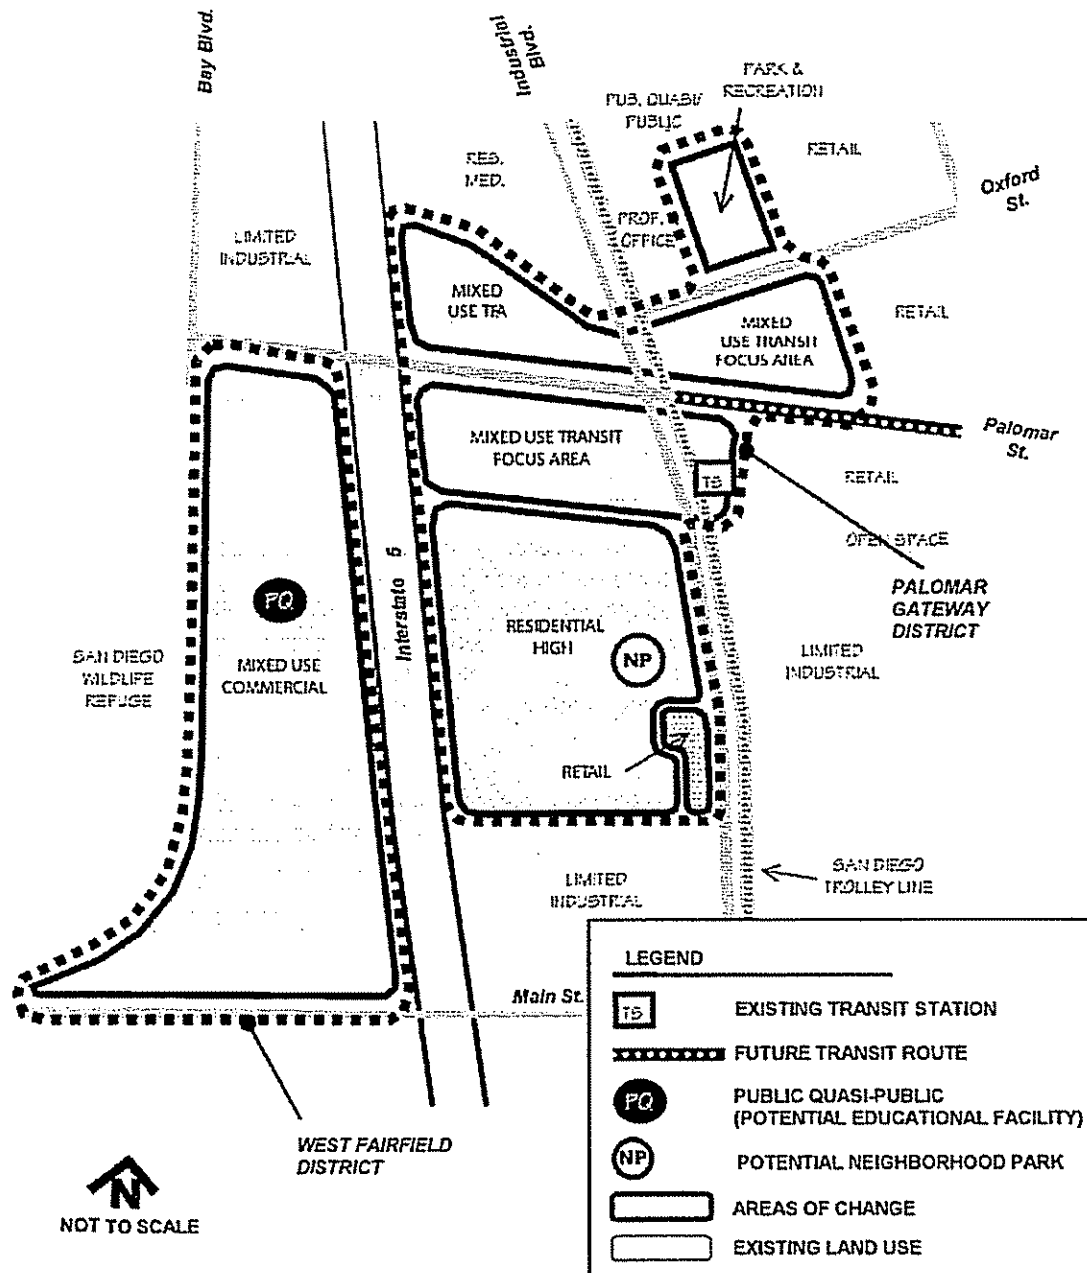 Bay Blvd.
Industrial
Blvd.
PARK &
RECREATION
PUB. QUASI/
PUBLIC
RETAIL
RES.
MED.
Oxford
St.
PROF.
OFFICE
LIMITED
INDUSTRIAL
MIXED
USE TFA
MIXED
USE TRANSIT
FOCUS AREA
RETAIL
MIXED USE TRANSIT
FOCUS AREA
Palomar
St.
TS
RETAIL
OPEN SPACE
PALOMAR
GATEWAY
DISTRICT
PQ
Interstate 5
RESIDENTIAL
HIGH
NP
LIMITED
INDUSTRIAL
SAN DIEGO
WILDLIFE
REFUGE
MIXED USE
COMMERCIAL
RETAIL
SAN DIEGO
TROLLEY LINE
LIMITED
INDUSTRIAL
Main St.
WEST FAIRFIELD
DISTRICT
N
NOT TO SCALE
LEGEND
TS EXISTING TRANSIT STATION
FUTURE TRANSIT ROUTE
PQ PUBLIC QUASI-PUBLIC
(POTENTIAL EDUCATIONAL FACILITY)
NP POTENTIAL NEIGHBORHOOD PARK
AREAS OF CHANGE
EXISTING LAND USE